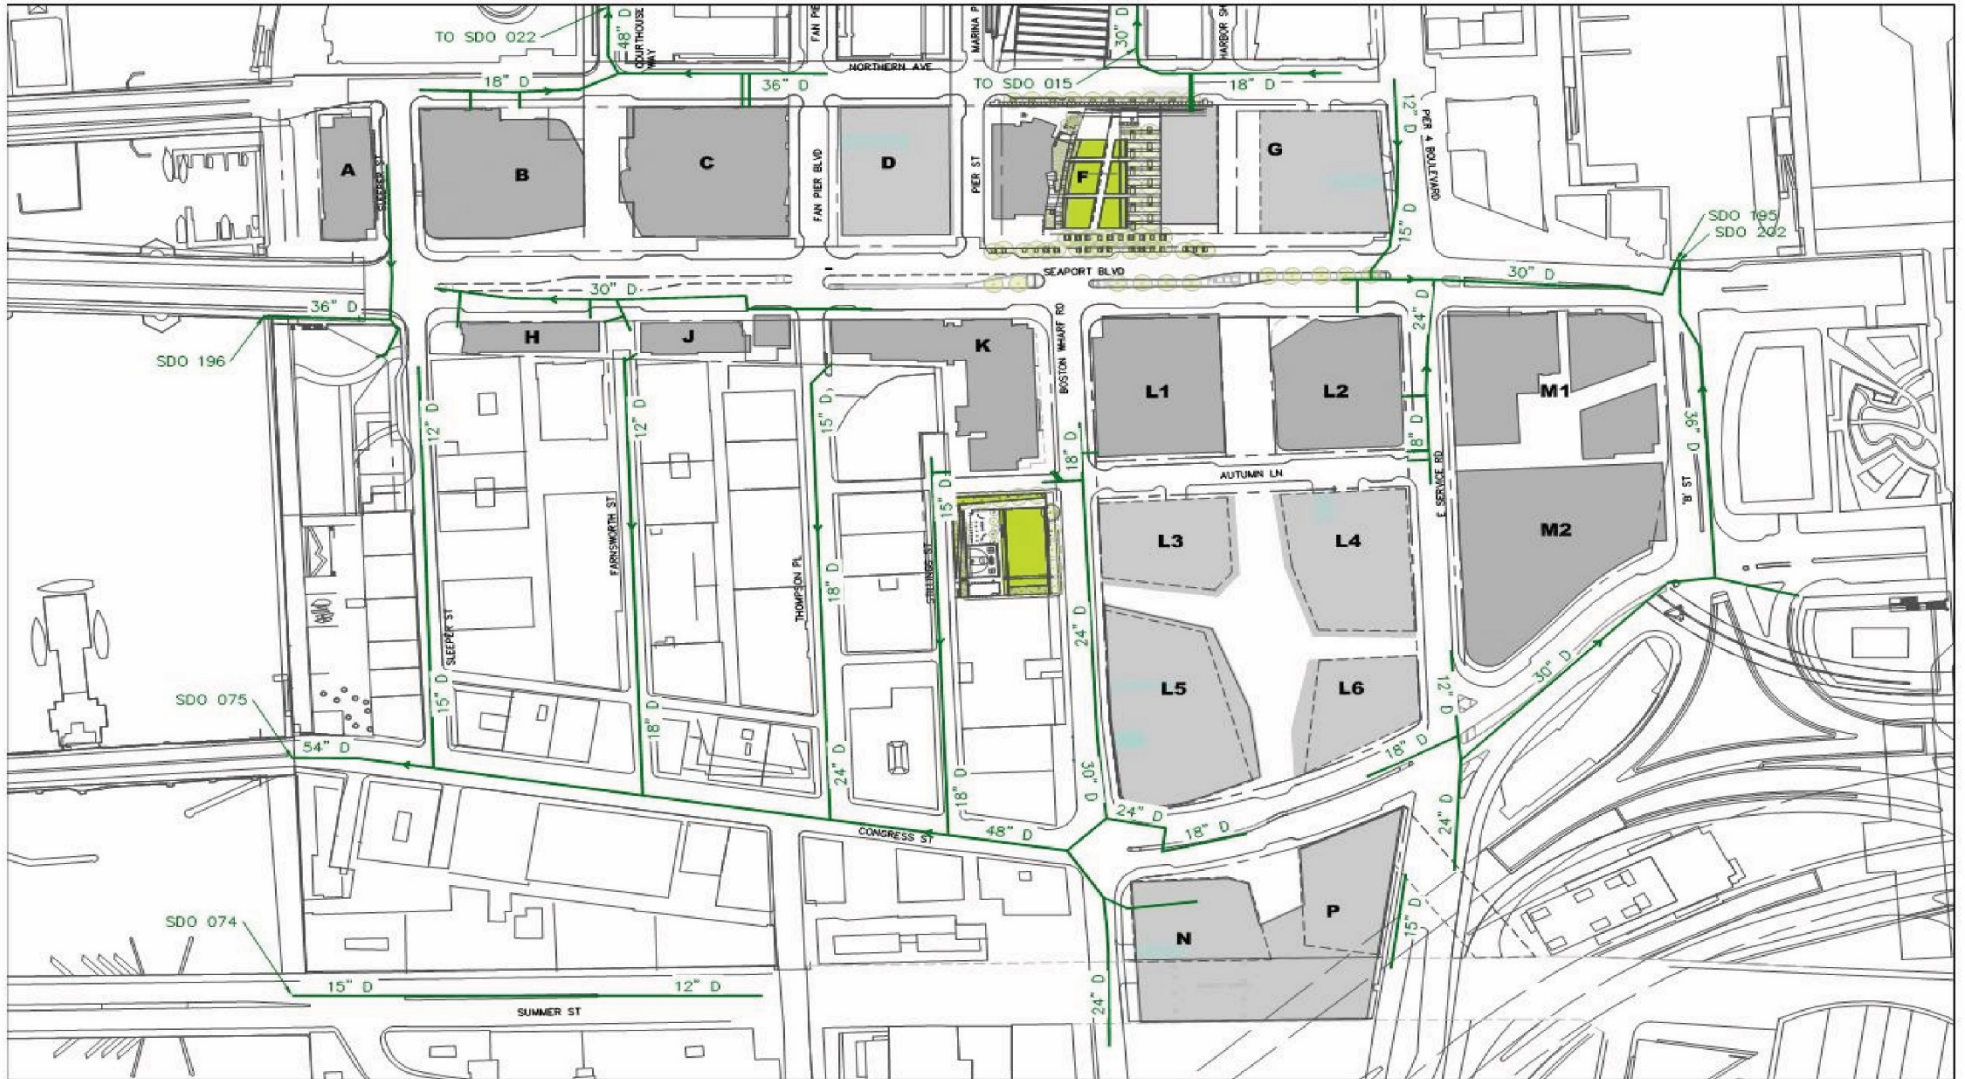 TO SDO 022
48" D
COURTHOUSE WAY
FAN PIE
MARINA P
30" D
HARBOR SH
NORTHERN AVE
18" D
36" D
TO SDO 015
18" D
12" D
PIER 4 BOULEVARD
A
SLEEPER ST
B
C
FAN PIER BLVD
D
PIER ST
F
G
15" D
SDO 195
SDO 202
SEAPORT BLVD
30" D
30" D
36" D
SDO 196
H
J
K
BOSTON WHARF RD
24" D
L1
L2
M1
12" D
12" D
15" D
18" D
18" D
36" D
AUTUMN LN
E SERVICE RD
"B" ST
15" D
FARNSWORTH ST
THOMPSON PL
18" D
STILLINGS ST
L3
L4
M2
SLEEPER ST
24" D
15" D
18" D
L5
L6
12" D
30" D
SDO 075
54" D
24" D
18" D
30" D
18" D
24" D
CONGRESS ST
48" D
24" D
18" D
SDO 074
N
P
15" D
15" D
12" D
24" D
SUMMER ST